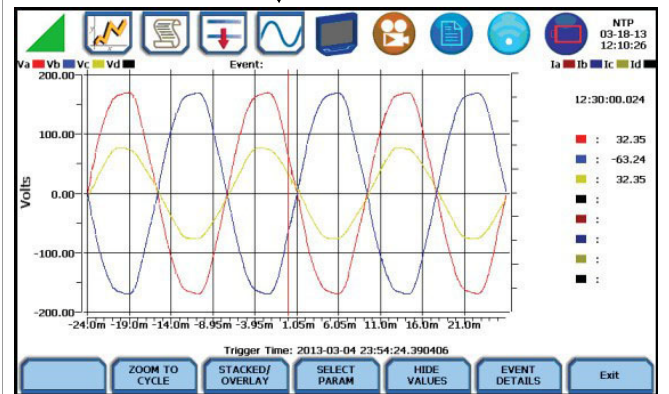 NTP
03-18-13
12:10:26
Va Vb Vc Vd
Event:
Ia Ib Ic Id
200.00
100.00
0.00
-100.00
-200.00
Volts
-24.0m -19.0m -14.0m -8.95m -3.95m 1.05m 6.05m 11.0m 16.0m 21.0m
12:30:00.024
: 32.35
: -63.24
: 32.35
:
:
:
:
:
Trigger Time: 2013-03-04 23:54:24.390406
ZOOM TO CYCLE
STACKED/ OVERLAY
SELECT PARAM
HIDE VALUES
EVENT DETAILS
Exit